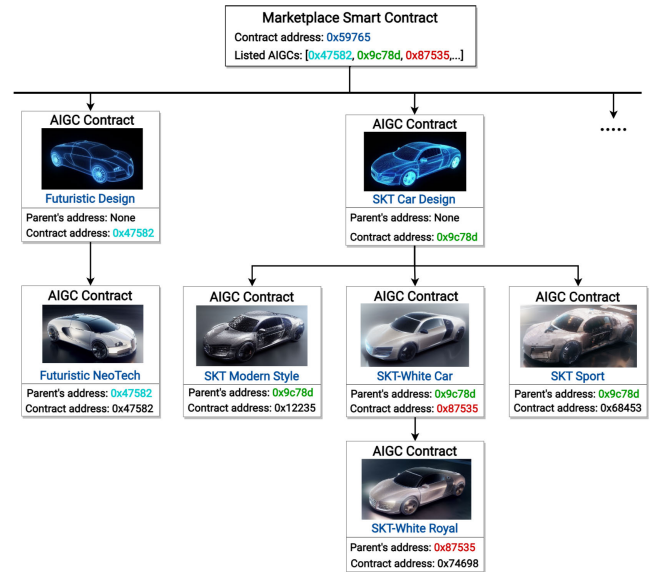 Marketplace Smart Contract
Contract address: 0x59765
Listed AIGCs: [0x47582, 0x9c78d, 0x87535,...]
AIGC Contract
Futuristic Design
Parent's address: None
Contract address: 0x47582
AIGC Contract
SKT Car Design
Parent's address: None
Contract address: 0x9c78d
.....
AIGC Contract
Futuristic NeoTech
Parent's address: 0x47582
Contract address: 0x47582
AIGC Contract
SKT Modern Style
Parent's address: 0x9c78d
Contract address: 0x12235
AIGC Contract
SKT-White Car
Parent's address: 0x9c78d
Contract address: 0x87535
AIGC Contract
SKT Sport
Parent's address: 0x9c78d
Contract address: 0x68453
SKT-White Royal
Parent's address: 0x87535
Contract address: 0x74698